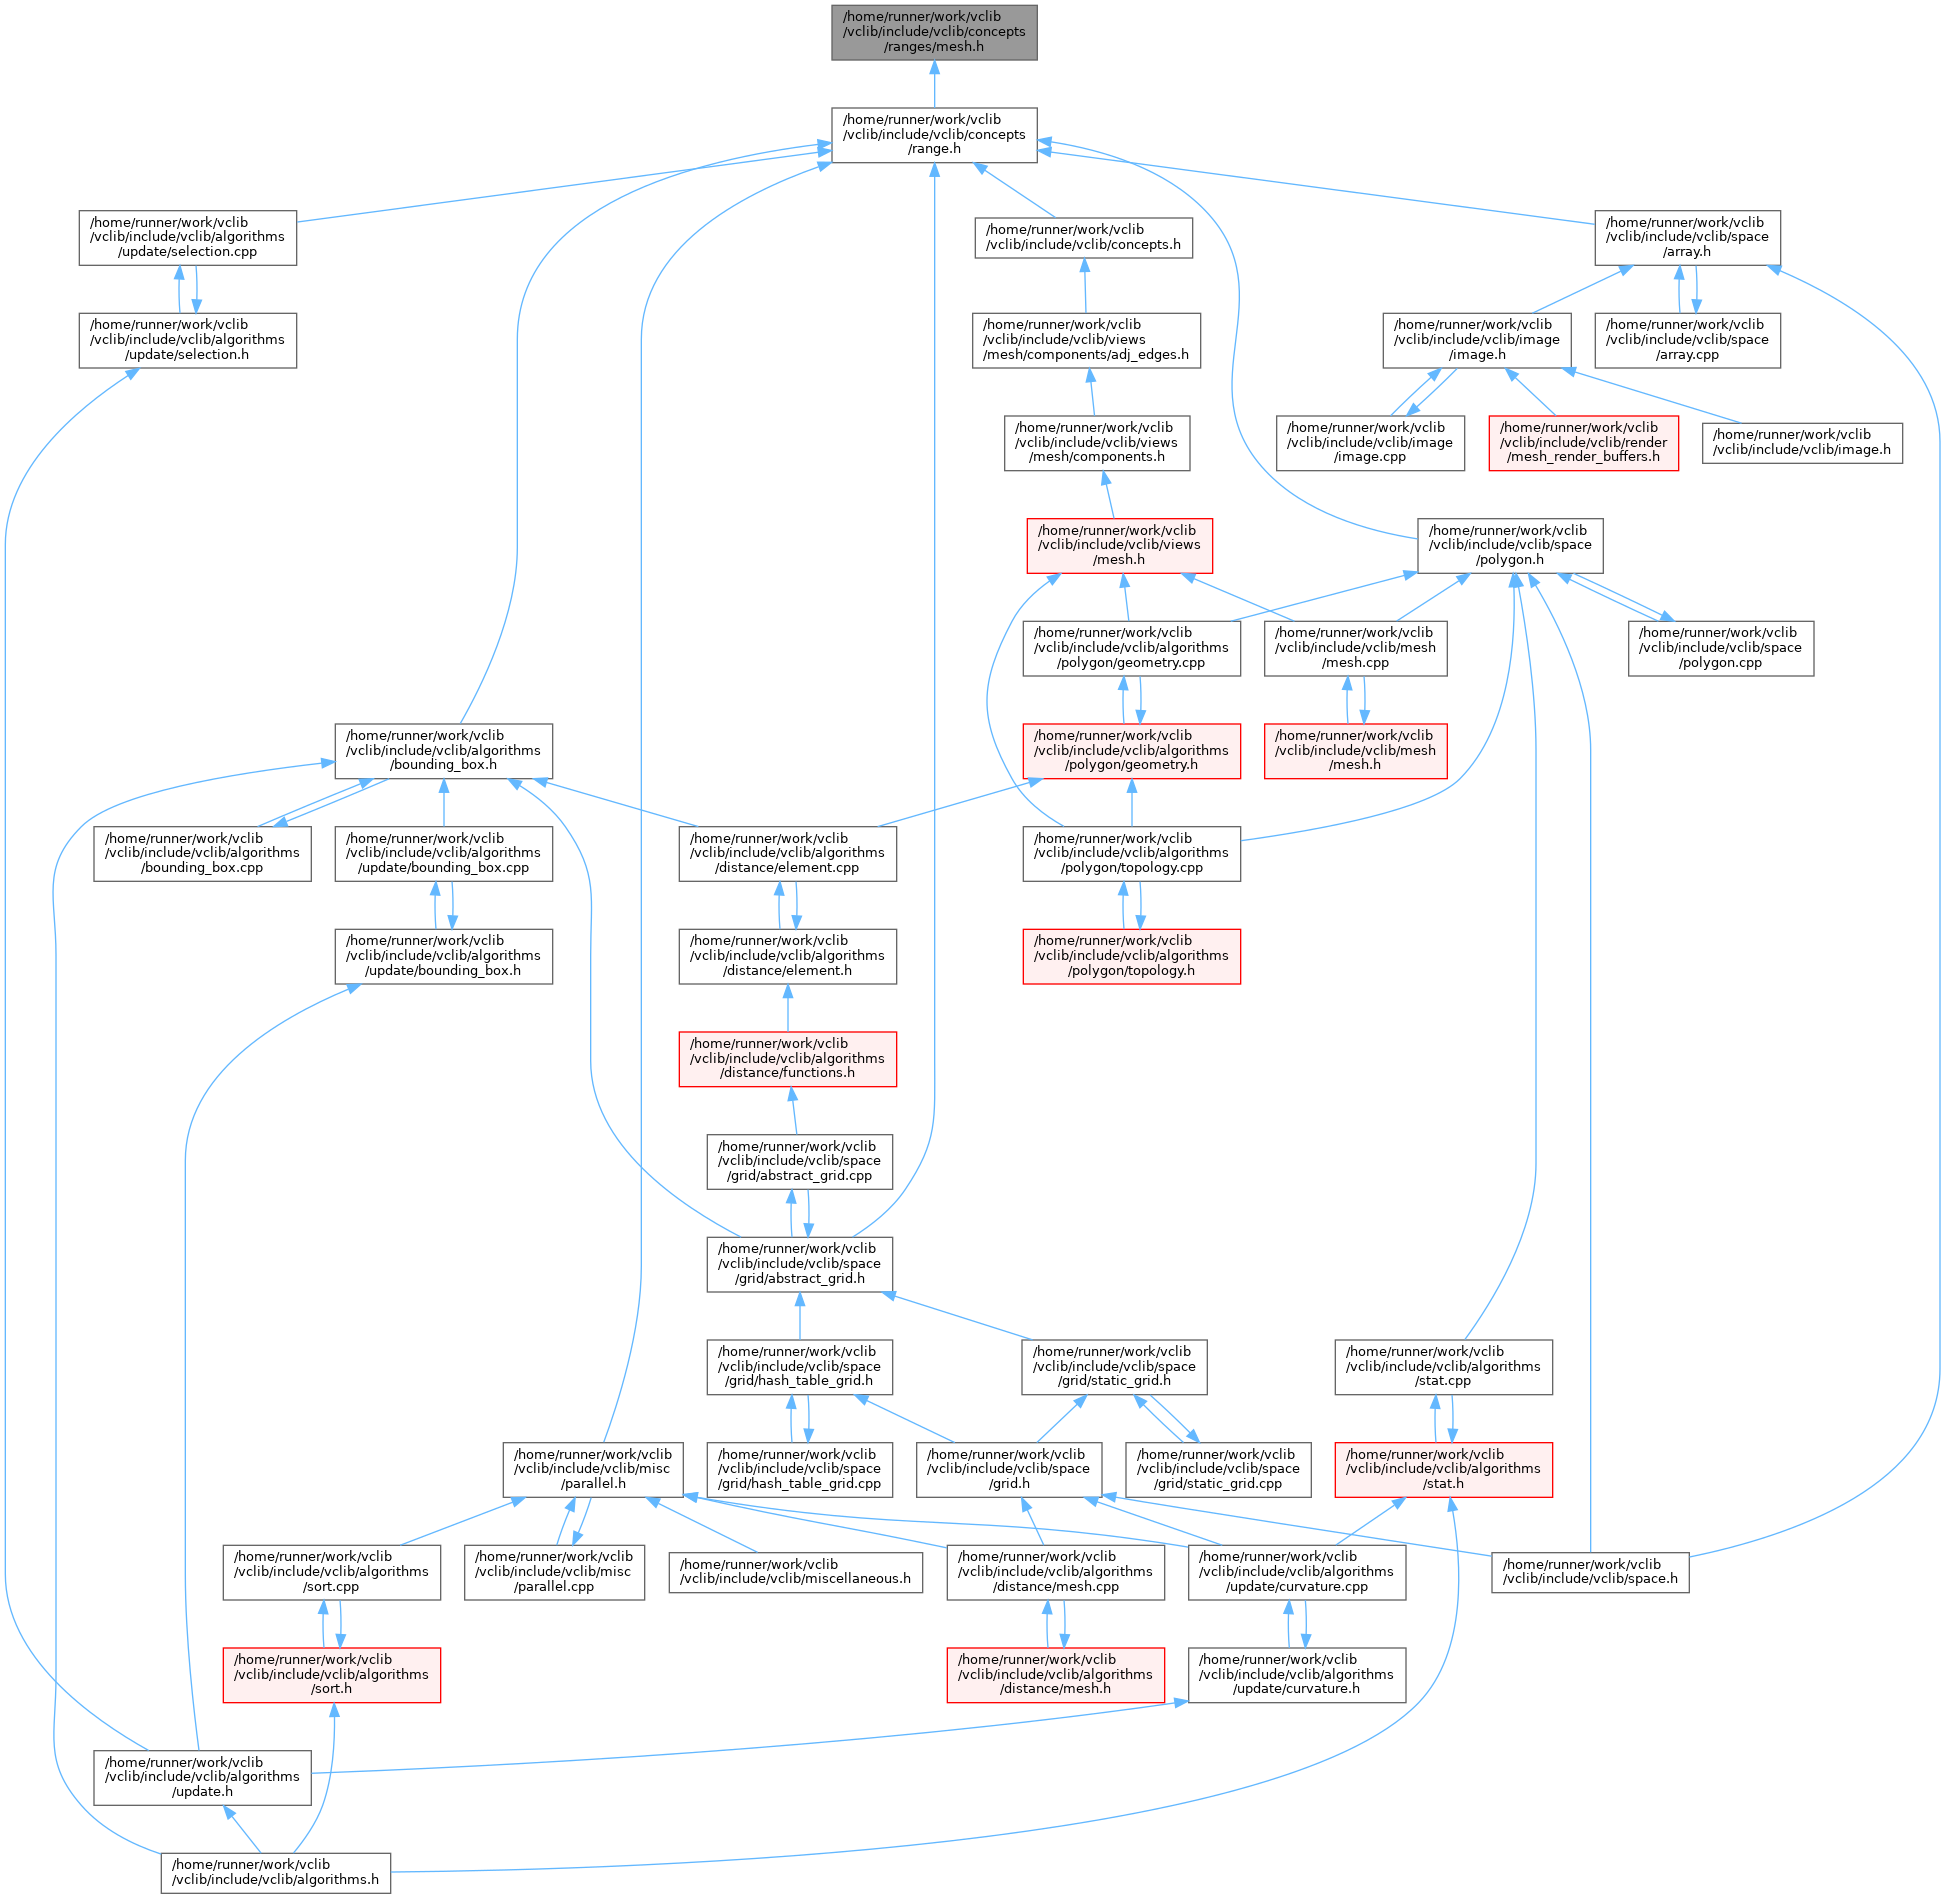 /home/runner/work/vclib
/vclib/include/vclib/concepts
/ranges/mesh.h
/home/runner/work/vclib
/vclib/include/vclib/concepts
/range.h
/home/runner/work/vclib
/vclib/include/vclib/algorithms
/update/selection.cpp
/home/runner/work/vclib
/vclib/include/vclib/concepts.h
/home/runner/work/vclib
/vclib/include/vclib/space
/array.h
/home/runner/work/vclib
/vclib/include/vclib/algorithms
/update/selection.h
/home/runner/work/vclib
/vclib/include/vclib/views
/mesh/components/adj_edges.h
/home/runner/work/vclib
/vclib/include/vclib/image
/image.h
/home/runner/work/vclib
/vclib/include/vclib/space
/array.cpp
/home/runner/work/vclib
/vclib/include/vclib/views
/mesh/components.h
/home/runner/work/vclib
/vclib/include/vclib/image
/image.cpp
/home/runner/work/vclib
/vclib/include/vclib/render
/mesh_render_buffers.h
/home/runner/work/vclib
/vclib/include/vclib/image.h
/home/runner/work/vclib
/vclib/include/vclib/views
/mesh.h
/home/runner/work/vclib
/vclib/include/vclib/space
/polygon.h
/home/runner/work/vclib
/vclib/include/vclib/algorithms
/polygon/geometry.cpp
/home/runner/work/vclib
/vclib/include/vclib/mesh
/mesh.cpp
/home/runner/work/vclib
/vclib/include/vclib/space
/polygon.cpp
/home/runner/work/vclib
/vclib/include/vclib/algorithms
/bounding_box.h
/home/runner/work/vclib
/vclib/include/vclib/algorithms
/polygon/geometry.h
/home/runner/work/vclib
/vclib/include/vclib/mesh
/mesh.h
/home/runner/work/vclib
/vclib/include/vclib/algorithms
/bounding_box.cpp
/home/runner/work/vclib
/vclib/include/vclib/algorithms
/update/bounding_box.cpp
/home/runner/work/vclib
/vclib/include/vclib/algorithms
/distance/element.cpp
/home/runner/work/vclib
/vclib/include/vclib/algorithms
/polygon/topology.cpp
/home/runner/work/vclib
/vclib/include/vclib/algorithms
/update/bounding_box.h
/home/runner/work/vclib
/vclib/include/vclib/algorithms
/distance/element.h
/home/runner/work/vclib
/vclib/include/vclib/algorithms
/polygon/topology.h
/home/runner/work/vclib
/vclib/include/vclib/algorithms
/distance/functions.h
/home/runner/work/vclib
/vclib/include/vclib/space
/grid/abstract_grid.cpp
/home/runner/work/vclib
/vclib/include/vclib/space
/grid/abstract_grid.h
/home/runner/work/vclib
/vclib/include/vclib/space
/grid/hash_table_grid.h
/home/runner/work/vclib
/vclib/include/vclib/space
/grid/static_grid.h
/home/runner/work/vclib
/vclib/include/vclib/algorithms
/stat.cpp
/home/runner/work/vclib
/vclib/include/vclib/misc
/parallel.h
/home/runner/work/vclib
/vclib/include/vclib/space
/grid/hash_table_grid.cpp
/home/runner/work/vclib
/vclib/include/vclib/space
/grid.h
/home/runner/work/vclib
/vclib/include/vclib/space
/grid/static_grid.cpp
/home/runner/work/vclib
/vclib/include/vclib/algorithms
/stat.h
/home/runner/work/vclib
/vclib/include/vclib/algorithms
/sort.cpp
/home/runner/work/vclib
/vclib/include/vclib/misc
/parallel.cpp
/home/runner/work/vclib
/vclib/include/vclib/miscellaneous.h
/home/runner/work/vclib
/vclib/include/vclib/algorithms
/distance/mesh.cpp
/home/runner/work/vclib
/vclib/include/vclib/algorithms
/update/curvature.cpp
/home/runner/work/vclib
/vclib/include/vclib/space.h
/home/runner/work/vclib
/vclib/include/vclib/algorithms
/sort.h
/home/runner/work/vclib
/vclib/include/vclib/algorithms
/distance/mesh.h
/home/runner/work/vclib
/vclib/include/vclib/algorithms
/update/curvature.h
/home/runner/work/vclib
/vclib/include/vclib/algorithms
/update.h
/home/runner/work/vclib
/vclib/include/vclib/algorithms.h